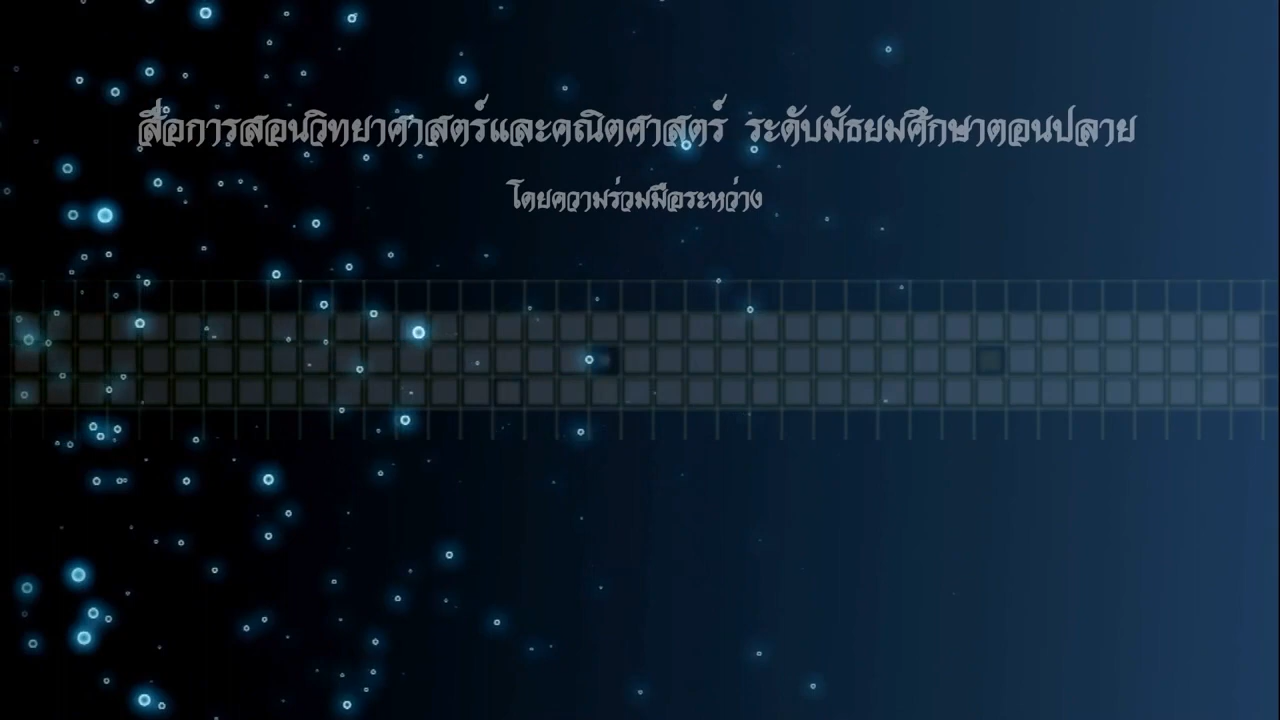 สื่อการสอนวิทยาศาสตร์และคณิตศาสตร์ ระดับมัธยมศึกษาตอนปลาย
โดยความร่วมมือระหว่าง